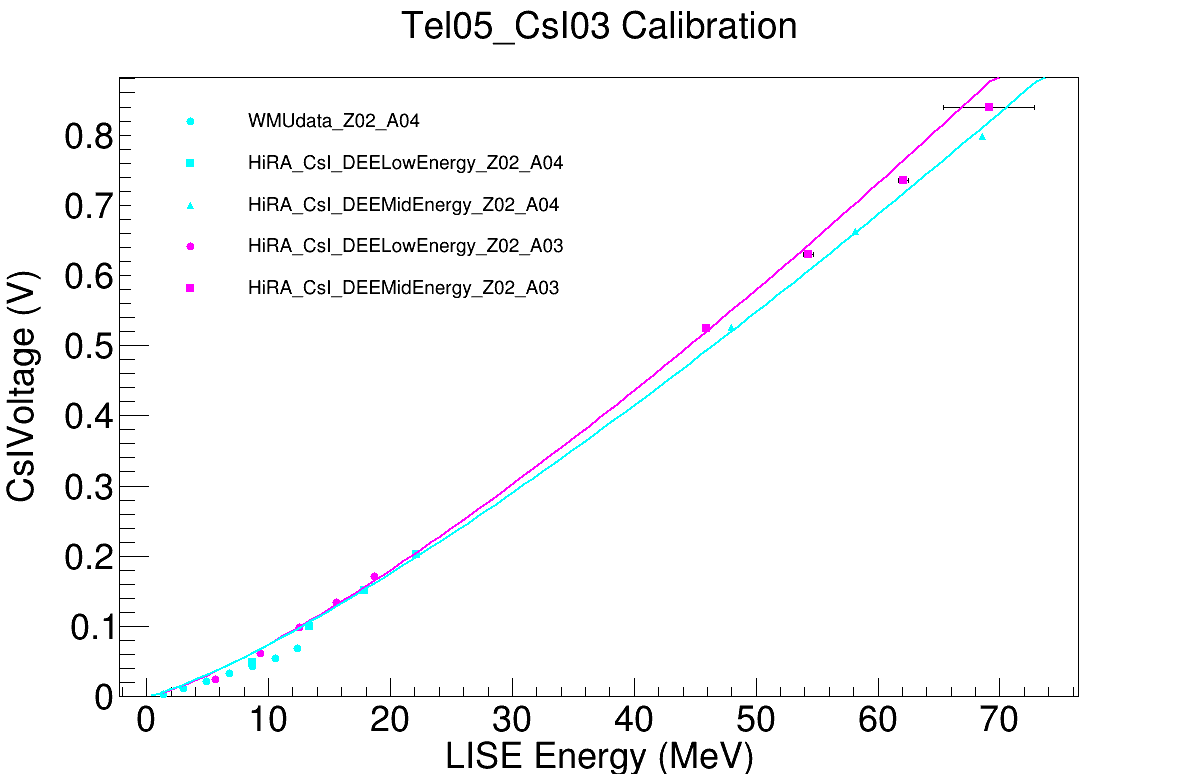 Tel05_CsI03 Calibration
WMUdata_Z02_A04
HiRA_CsI_DEELowEnergy_Z02_A04
HiRA_CsI_DEEMidEnergy_Z02_A04
HiRA_CsI_DEELowEnergy_Z02_A03
HiRA_CsI_DEEMidEnergy_Z02_A03
CsIVoltage (V)
0.8
0.7
0.6
0.5
0.4
0.3
0.2
0.1
0
0 10 20 30 40 50 60 70
LISE Energy (MeV)